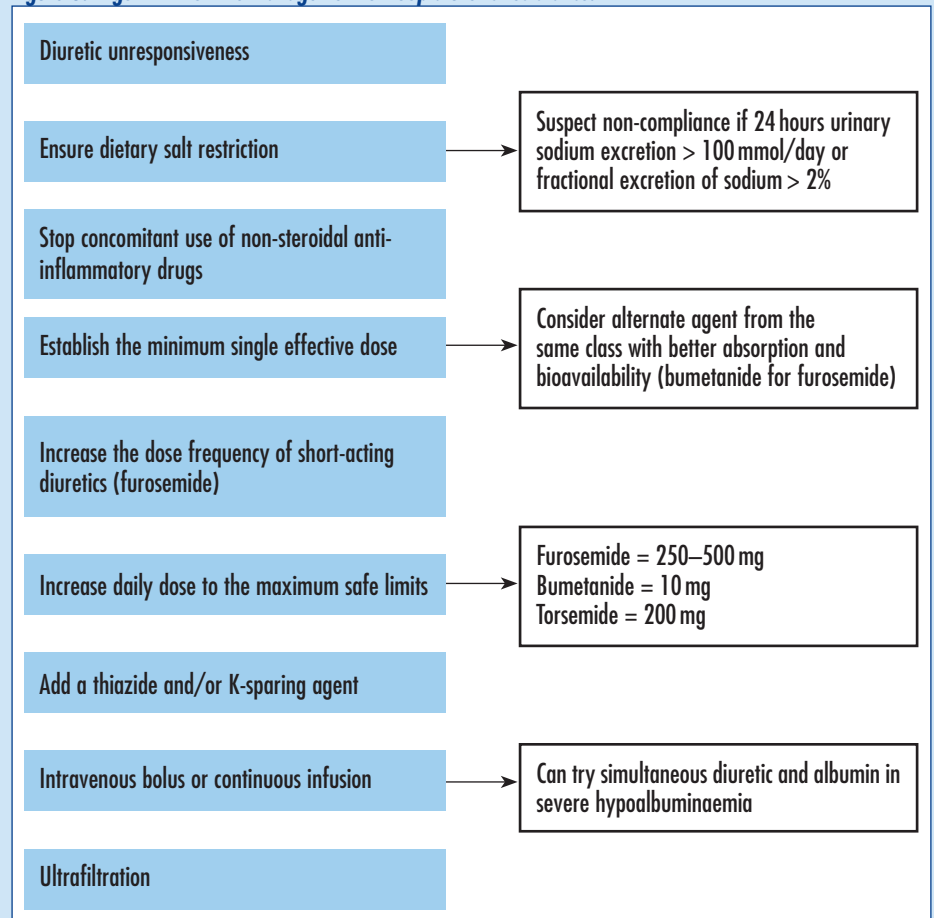 Diuretic unresponsiveness
Ensure dietary salt restriction
Suspect non-compliance if 24 hours urinary
sodium excretion > 100 mmol/day or
fractional excretion of sodium > 2%
Stop concomitant use of non-steroidal anti-
inflammatory drugs
Establish the minimum single effective dose
Consider alternate agent from the
same class with better absorption and
bioavailability (bumetanide for furosemide)
Increase the dose frequency of short-acting
diuretics (furosemide)
Increase daily dose to the maximum safe limits
Furosemide = 250–500 mg
Bumetanide = 10 mg
Torsemide = 200 mg
Add a thiazide and/or K-sparing agent
Intravenous bolus or continuous infusion
Can try simultaneous diuretic and albumin in
severe hypoalbuminaemia
Ultrafiltration